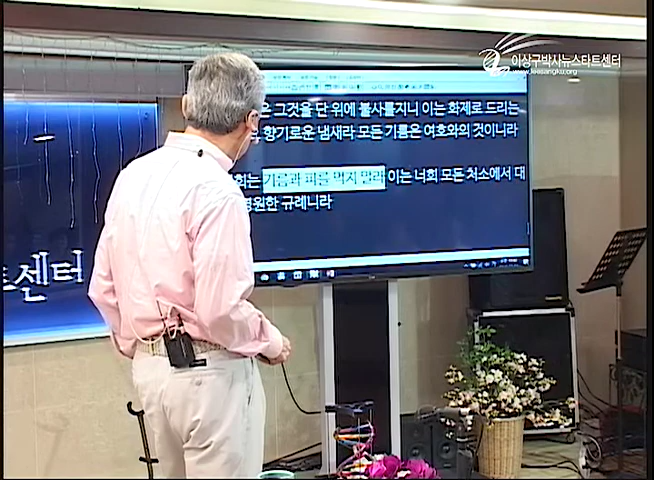 이상구박사뉴스타트센터
www.leesangku.org
은 그것을 단 위에 불사를지니 이는 화제로 드리는
향기로운 냄새라 모든 기름은 여호와의 것이니라
희는 기름과 피를 먹지 말라 이는 너희 모든 처소에서 대
영원한 규례니라
트센터